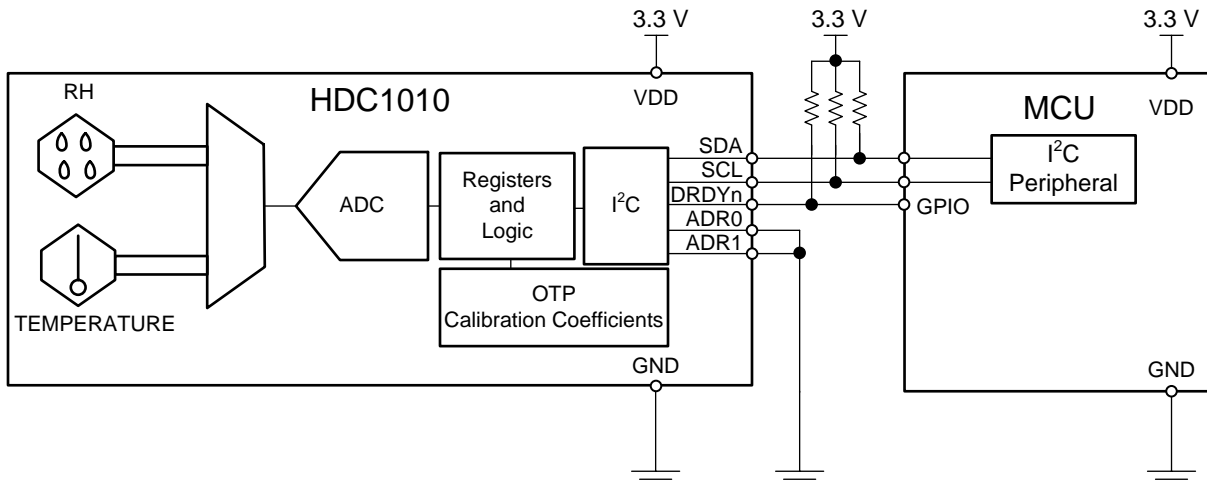 3.3 V
3.3 V
3.3 V
RH
HDC1010
VDD
MCU
VDD
SDA
SCL
DRDYn
ADR0
ADR1
I²C
Peripheral
GPIO
ADC
Registers
and
Logic
I²C
OTP
Calibration Coefficients
TEMPERATURE
GND
GND